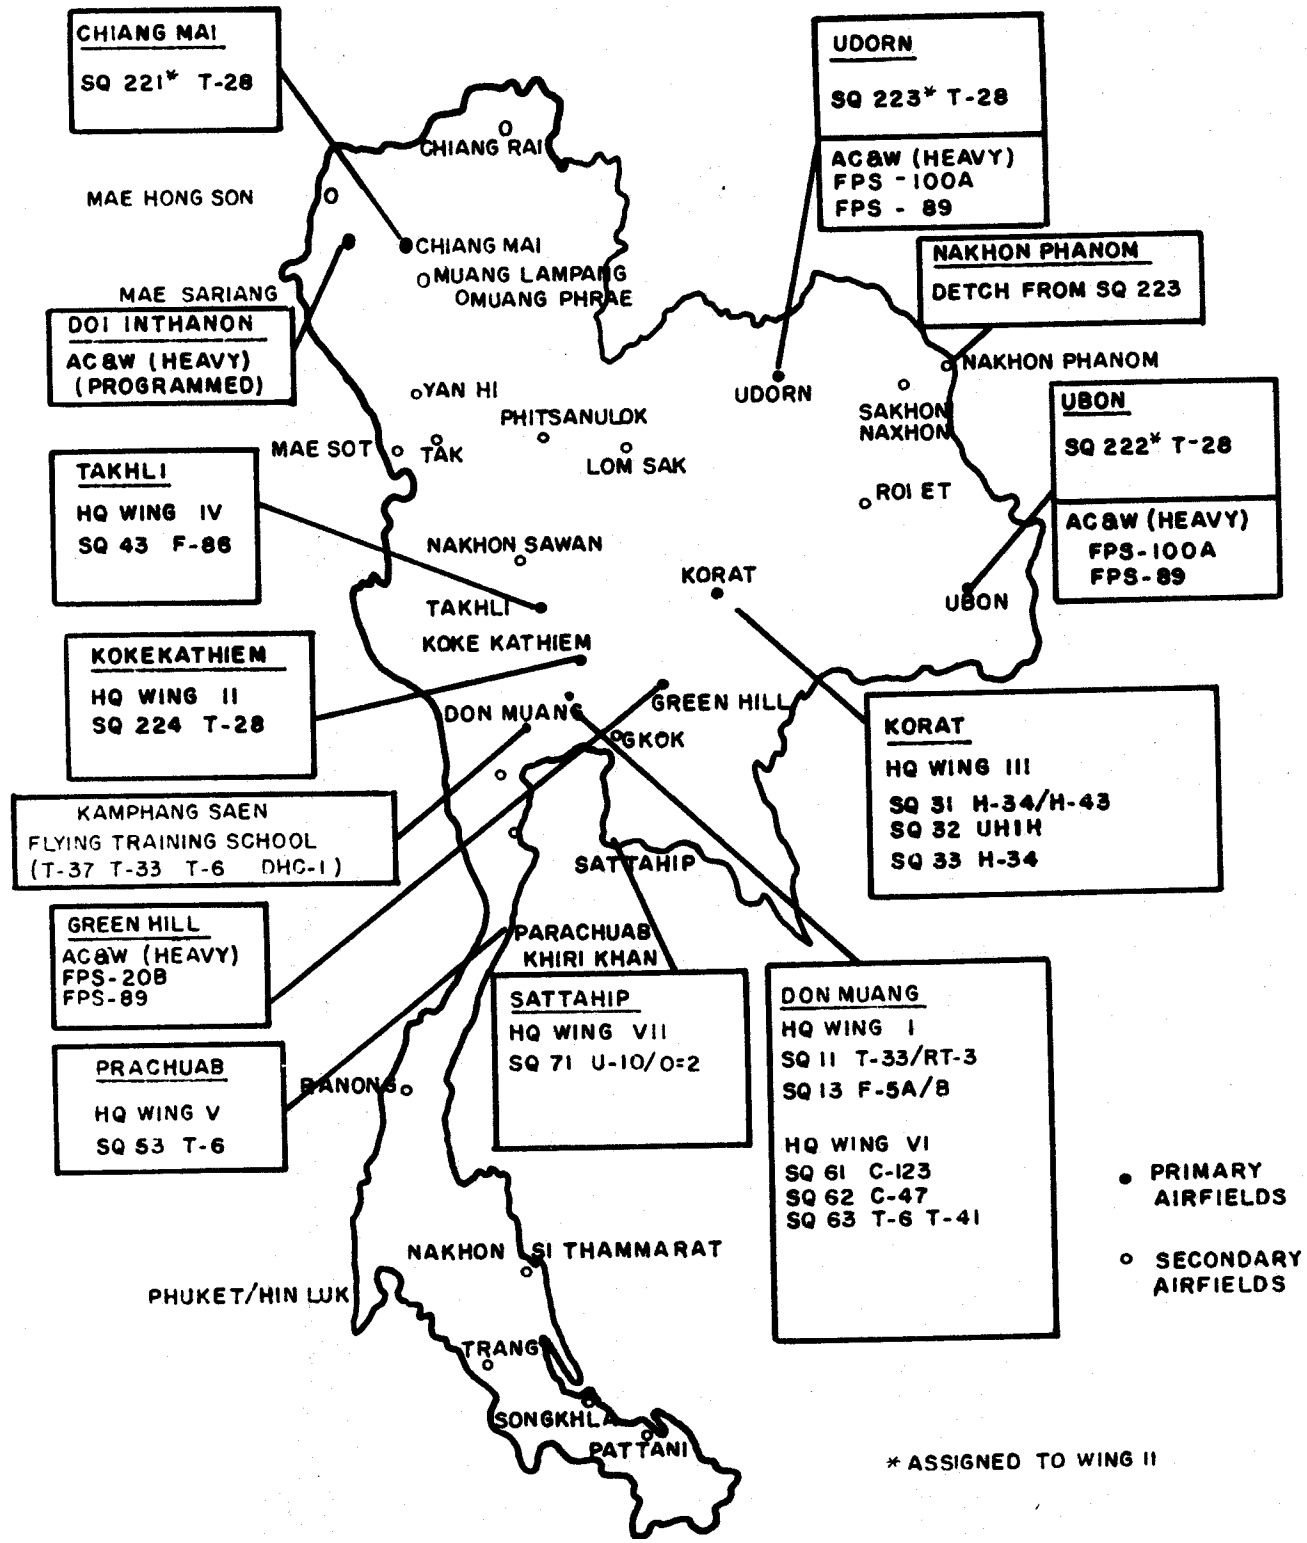 CHIANG MAI
SQ 221* T-28
UDORN
SQ 223* T-28
AC&W (HEAVY)
FPS -100A
FPS - 89
CHIANG RAI
MAE HONG SON
CHIANG MAI
MUANG LAMPANG
MUANG PHRAE
NAKHON PHANOM
DETCH FROM SQ 223
MAE SARIANG
DOI INTHANON
AC&W (HEAVY)
(PROGRAMMED)
NAKHON PHANOM
YAN HI
UDORN
SAKHON
NAXHON
UBON
SQ 222* T-28
AC&W (HEAVY)
FPS-100A
FPS-89
PHITSANULOK
MAE SOT
TAK
LOM SAK
ROI ET
TAKHLI
HQ WING IV
SQ 43 F-86
NAKHON SAWAN
KORAT
UBON
TAKHLI
KOKE KATHIEM
KOKEKATHIEM
HQ WING II
SQ 224 T-28
GREEN HILL
DON MUANG
GKOK
KORAT
HQ WING III
SQ 31 H-34/H-43
SQ 32 UH1H
SQ 33 H-34
KAMPHANG SAEN
FLYING TRAINING SCHOOL
(T-37 T-33 T-6 DHC-1)
SATTAHIP
GREEN HILL
AC&W (HEAVY)
FPS-20B
FPS-89
PARACHUAB
KHIRI KHAN
SATTAHIP
HQ WING VII
SQ 71 U-10/O=2
DON MUANG
HQ WING I
SQ 11 T-33/RT-3
SQ 13 F-5A/B
HQ WING VI
SQ 61 C-123
SQ 62 C-47
SQ 63 T-6 T-41
PRACHUAB
HQ WING V
SQ 53 T-6
RANONG
PRIMARY
AIRFIELDS
SECONDARY
AIRFIELDS
NAKHON SI THAMMARAT
PHUKET/HIN LUK
TRANG
SONGKHLA
PATTANI
* ASSIGNED TO WING II